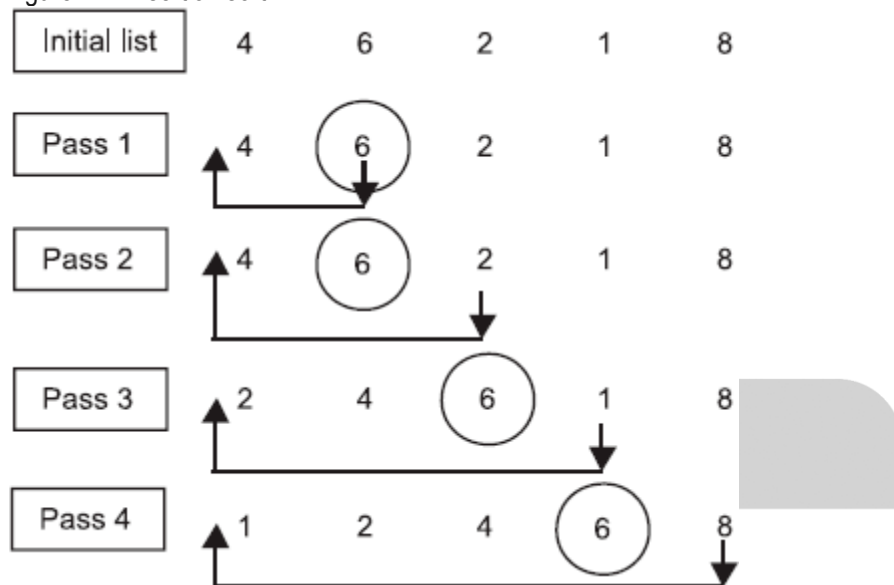 Initial list 4 6 2 1 8
Pass 1 4 6 2 1 8
Pass 2 4 6 2 1 8
Pass 3 2 4 6 1 8
Pass 4 1 2 4 6 8